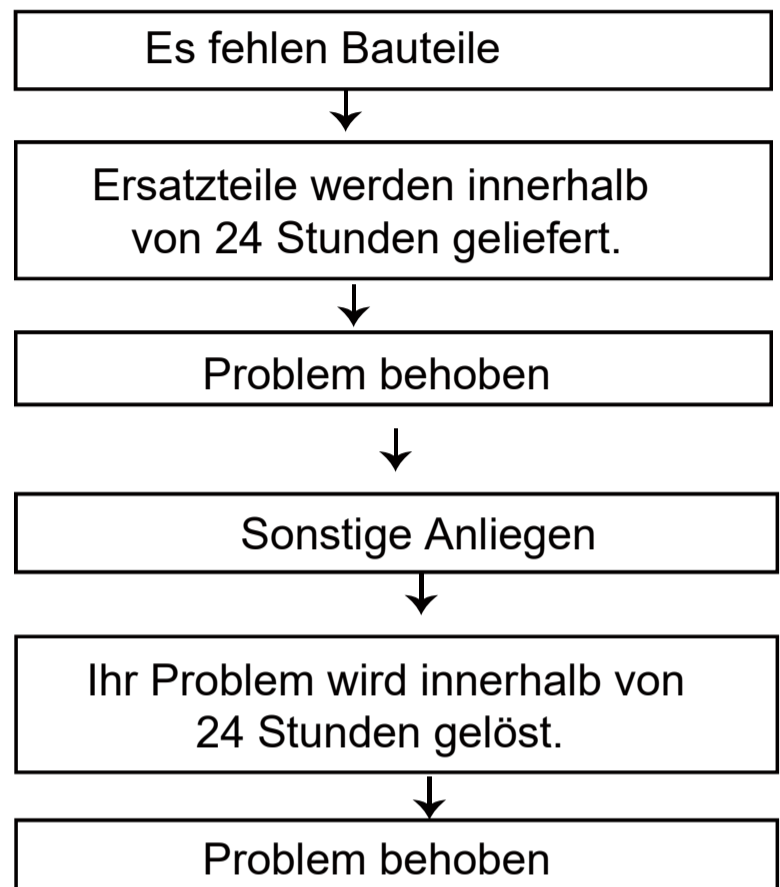 Es fehlen Bauteile
Ersatzteile werden innerhalb
von 24 Stunden geliefert.
Problem behoben
Sonstige Anliegen
Ihr Problem wird innerhalb von
24 Stunden gelöst.
Problem behoben